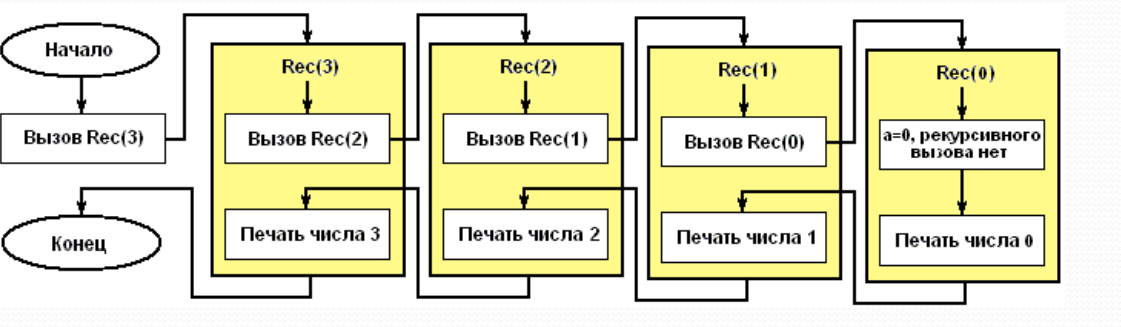 Начало
Вызов Rec(3)
Rec(3)
Вызов Rec(2)
Печать числа 3
Rec(2)
Вызов Rec(1)
Печать числа 2
Rec(1)
Вызов Rec(0)
Печать числа 1
Rec(0)
a=0, рекурсивного
вызова нет
Печать числа 0
Конец